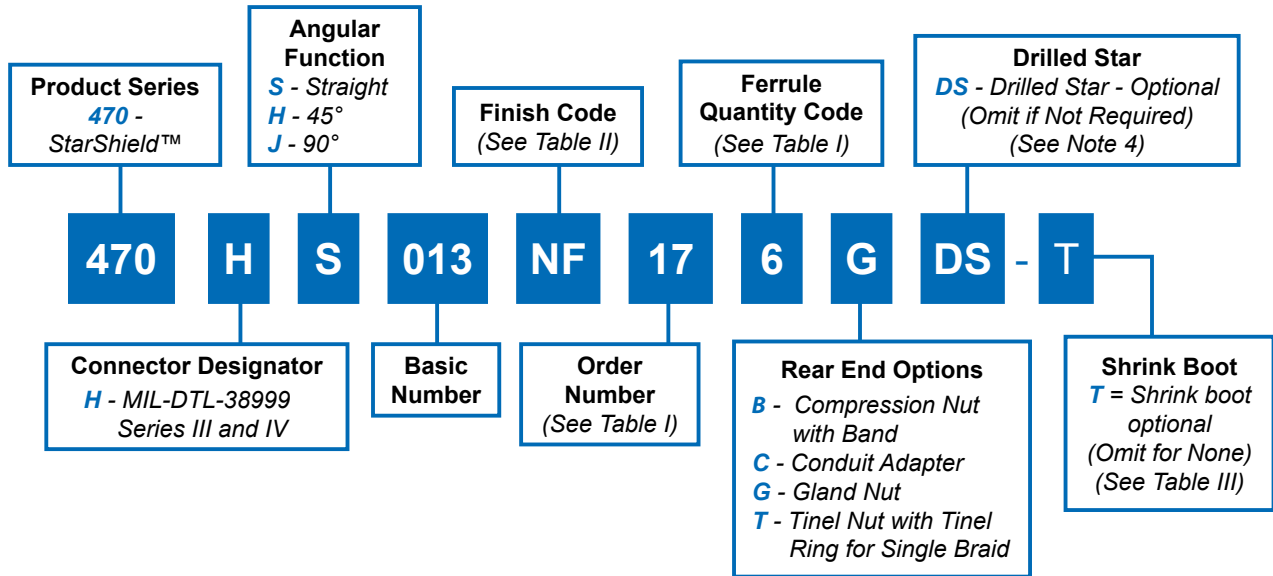 Product Series
470 -
StarShield™
Angular
Function
S - Straight
H - 45°
J - 90°
Finish Code
(See Table II)
Ferrule
Quantity Code
(See Table I)
Drilled Star
DS - Drilled Star - Optional
(Omit if Not Required)
(See Note 4)
470 H S 013 NF 17 6 G DS - T
Connector Designator
H - MIL-DTL-38999
Series III and IV
Basic
Number
Order
Number
(See Table I)
Rear End Options
B - Compression Nut
with Band
C - Conduit Adapter
G - Gland Nut
T - Tinel Nut with Tinel
Ring for Single Braid
Shrink Boot
T = Shrink boot
optional
(Omit for None)
(See Table III)